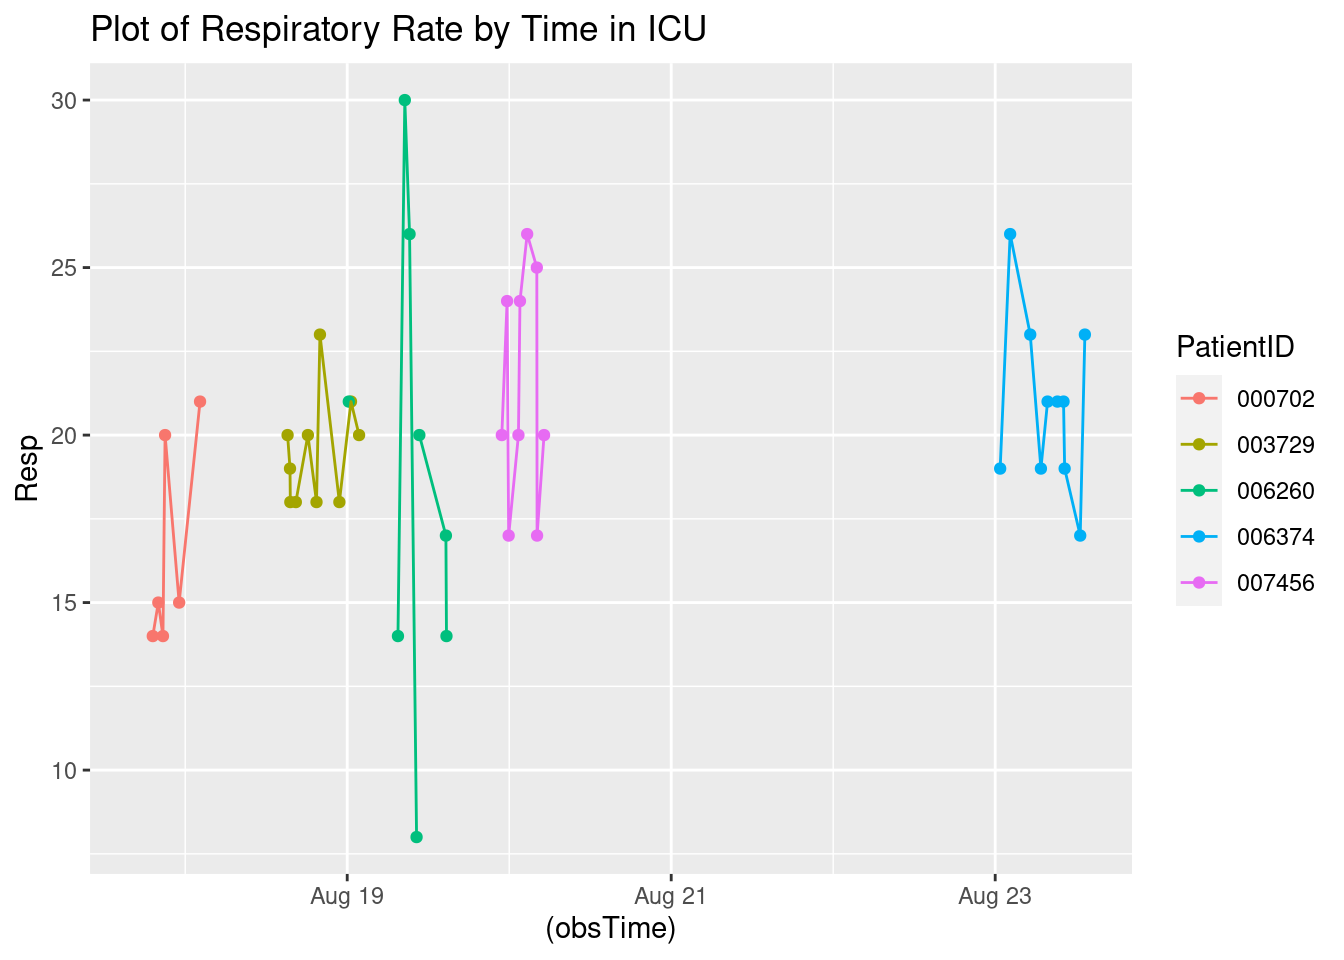 Plot of Respiratory Rate by Time in ICU
30
25
20
15
10
Resp
Aug 19
Aug 21
Aug 23
(obsTime)
PatientID
000702
003729
006260
006374
007456